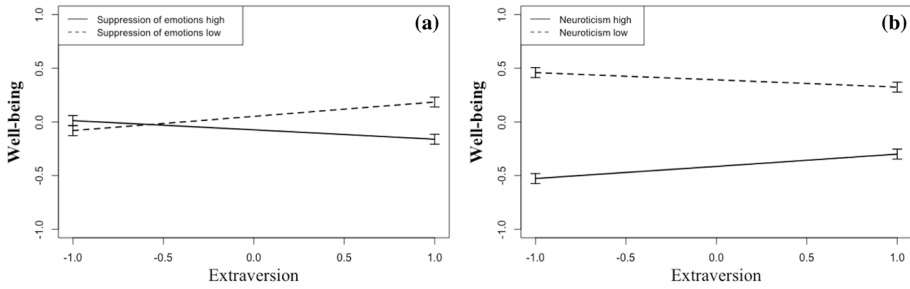 Suppression of emotions high
Suppression of emotions low
(a)
Well-being
1.0
0.5
0.0
-0.5
-1.0
-1.0 -0.5 0.0 0.5 1.0
Extraversion
Neuroticism high
Neuroticism low
(b)
Well-being
1.0
0.5
0.0
-0.5
-1.0
-1.0 -0.5 0.0 0.5 1.0
Extraversion